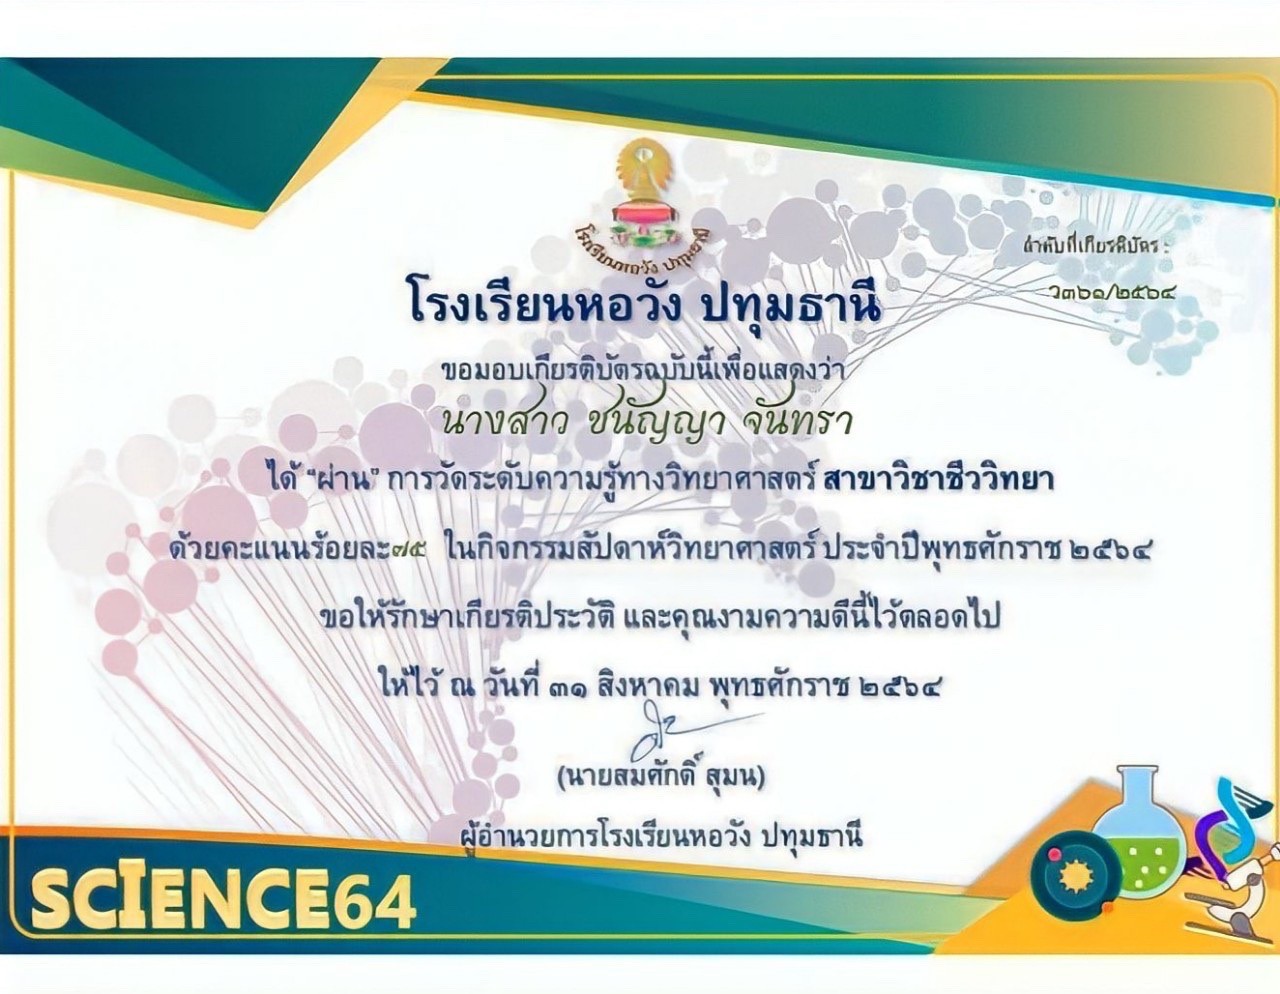 โรงเรียนหอวัง ปทุมธานี
ลำดับที่เกียรติบัตร :
ว๓๖๑/๒๕๖๔
โรงเรียนหอวัง ปทุมธานี
ขอมอบเกียรติบัตรฉบับนี้เพื่อแสดงว่า
นางสาว ชนัญญา จันทรา
ได้ “ผ่าน” การวัดระดับความรู้ทางวิทยาศาสตร์ สาขาวิชาชีววิทยา
ด้วยคะแนนร้อยละ๗๕ ในกิจกรรมสัปดาห์วิทยาศาสตร์ ประจำปีพุทธศักราช ๒๕๖๔
ขอให้รักษาเกียรติประวัติ และคุณงามความดีนี้ไว้ตลอดไป
ให้ไว้ ณ วันที่ ๓๑ สิงหาคม พุทธศักราช ๒๕๖๔
(นายสมศักดิ์ สุมน)
ผู้อำนวยการโรงเรียนหอวัง ปทุมธานี
SCIENCE64